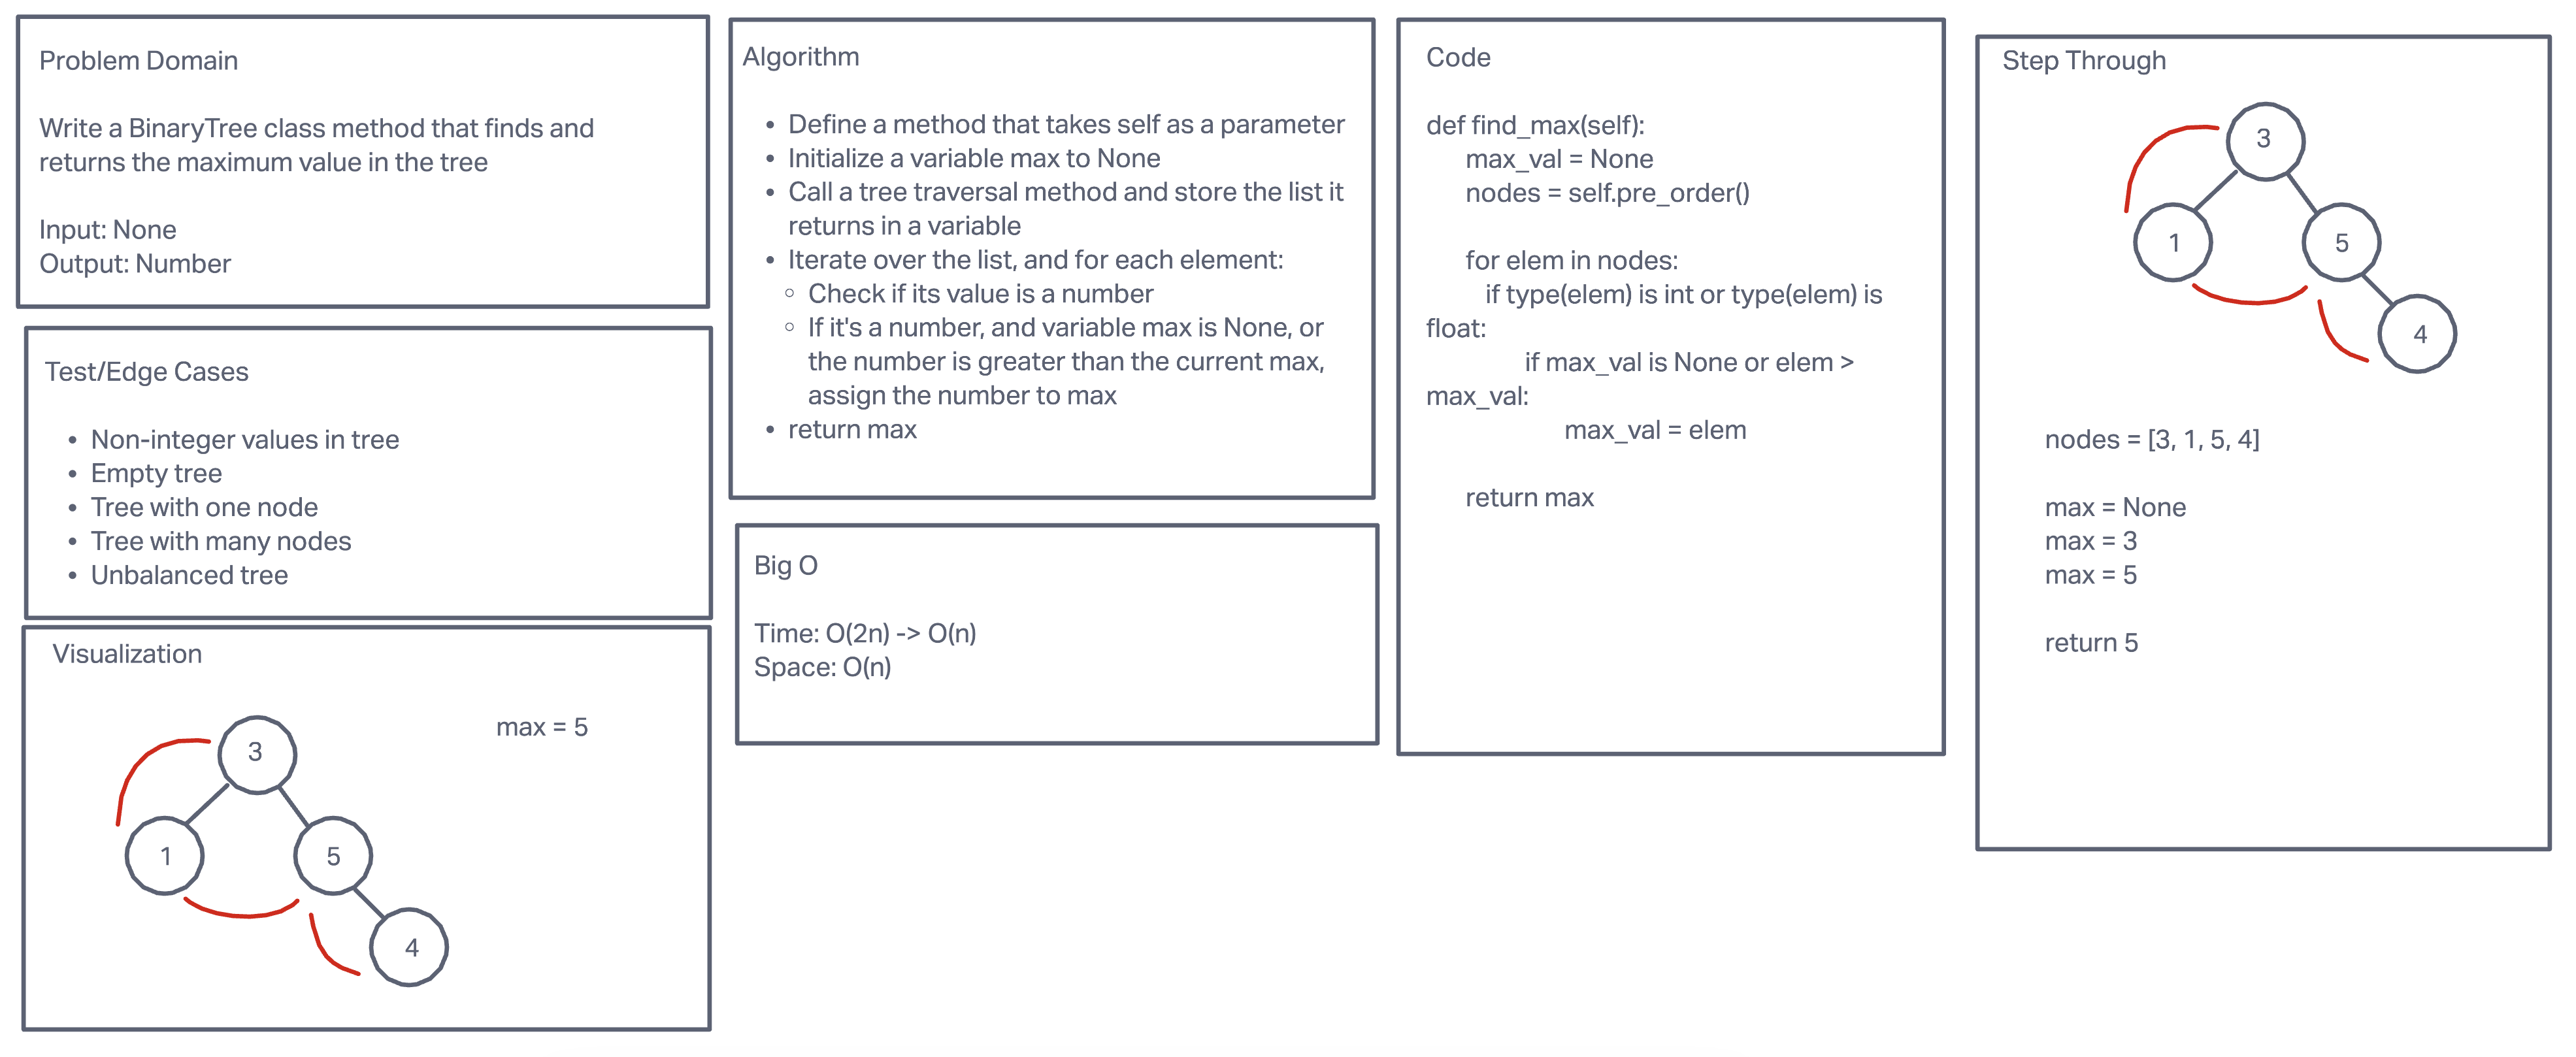 Problem Domain
Write a BinaryTree class method that finds and
returns the maximum value in the tree
Input: None
Output: Number
Test/Edge Cases
• Non-integer values in tree
• Empty tree
• Tree with one node
• Tree with many nodes
• Unbalanced tree
Visualization
max = 5
3
1
5
4
Algorithm
• Define a method that takes self as a parameter
• Initialize a variable max to None
• Call a tree traversal method and store the list it
returns in a variable
• Iterate over the list, and for each element:
◦ Check if its value is a number
◦ If it's a number, and variable max is None, or
the number is greater than the current max,
assign the number to max
• return max
Big O
Time: O(2n) -> O(n)
Space: O(n)
Code
def find_max(self):
max_val = None
nodes = self.pre_order()
for elem in nodes:
if type(elem) is int or type(elem) is
float:
if max_val is None or elem >
max_val:
max_val = elem
return max
Step Through
3
1
5
4
nodes = [3, 1, 5, 4]
max = None
max = 3
max = 5
return 5